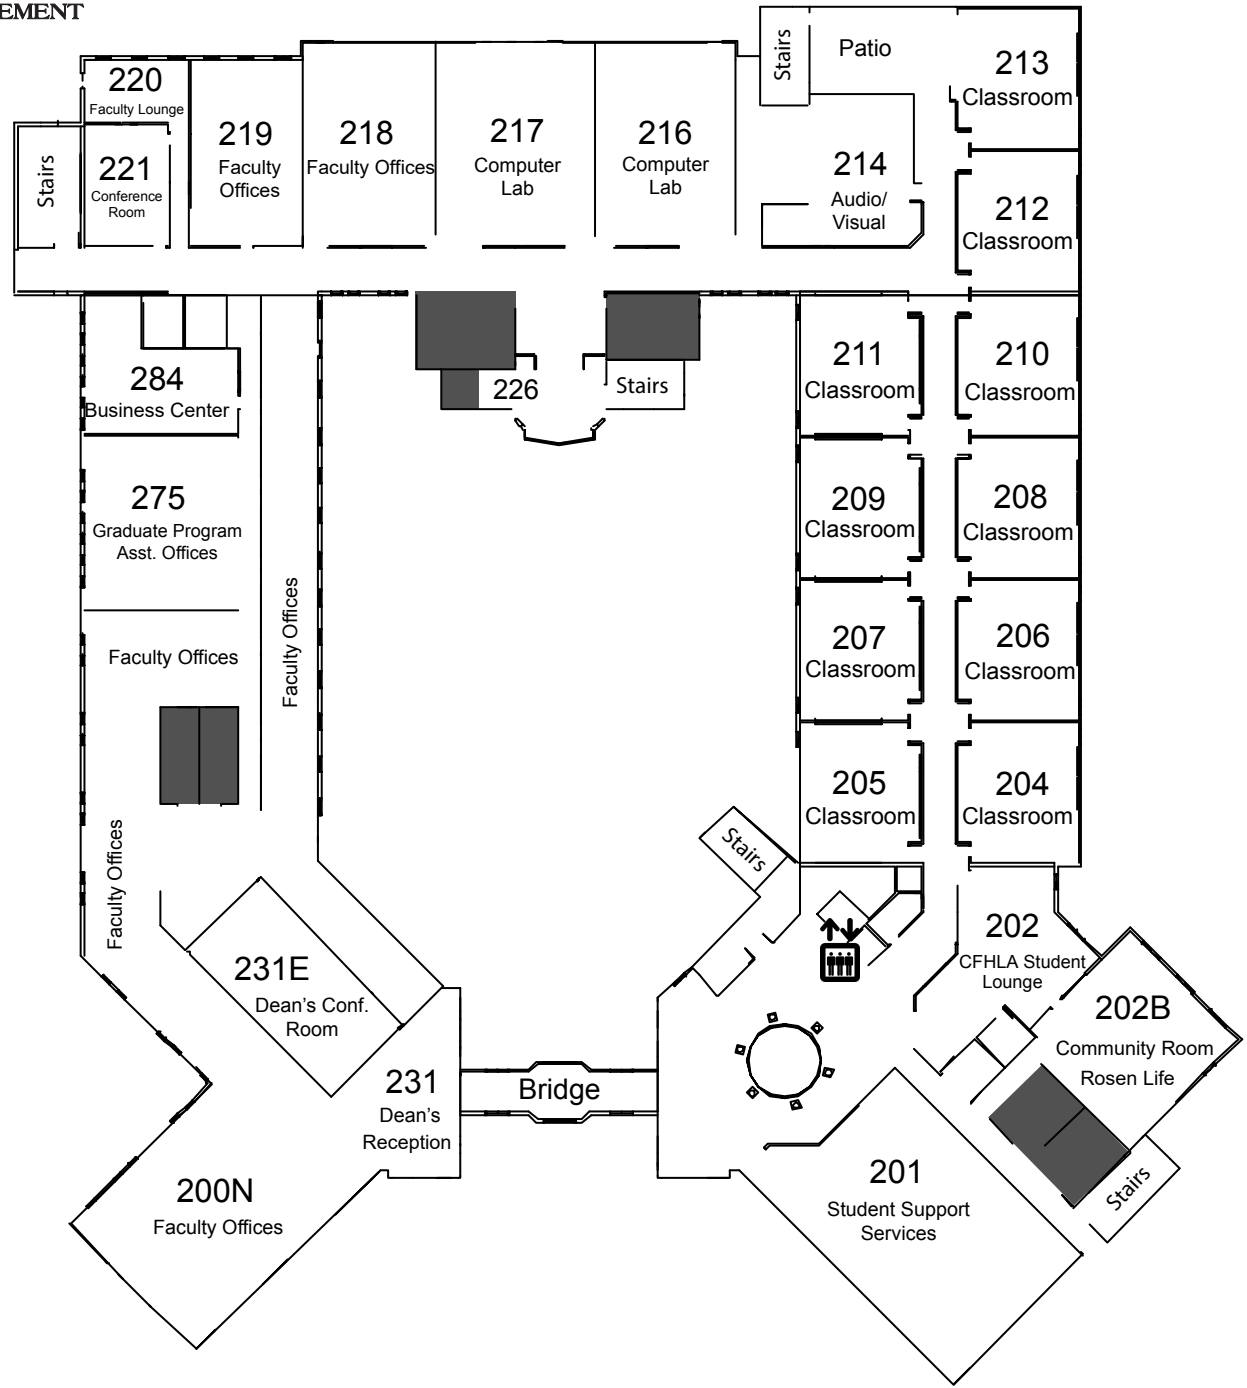 EMENT
Stairs
Patio
213
Classroom
220
Faculty Lounge
219
Faculty
Offices
218
Faculty Offices
217
Computer
Lab
216
Computer
Lab
Stairs
221
Conference
Room
214
Audio/
Visual
212
Classroom
284
Business Center
226
Stairs
211
Classroom
210
Classroom
275
Graduate Program
Asst. Offices
209
Classroom
208
Classroom
Faculty Offices
Faculty Offices
207
Classroom
206
Classroom
205
Classroom
204
Classroom
Faculty Offices
Stairs
202
CFHLA Student
Lounge
231E
Dean's Conf.
Room
202B
Community Room
Rosen Life
231
Dean's
Reception
Bridge
200N
Faculty Offices
201
Student Support
Services
Stairs